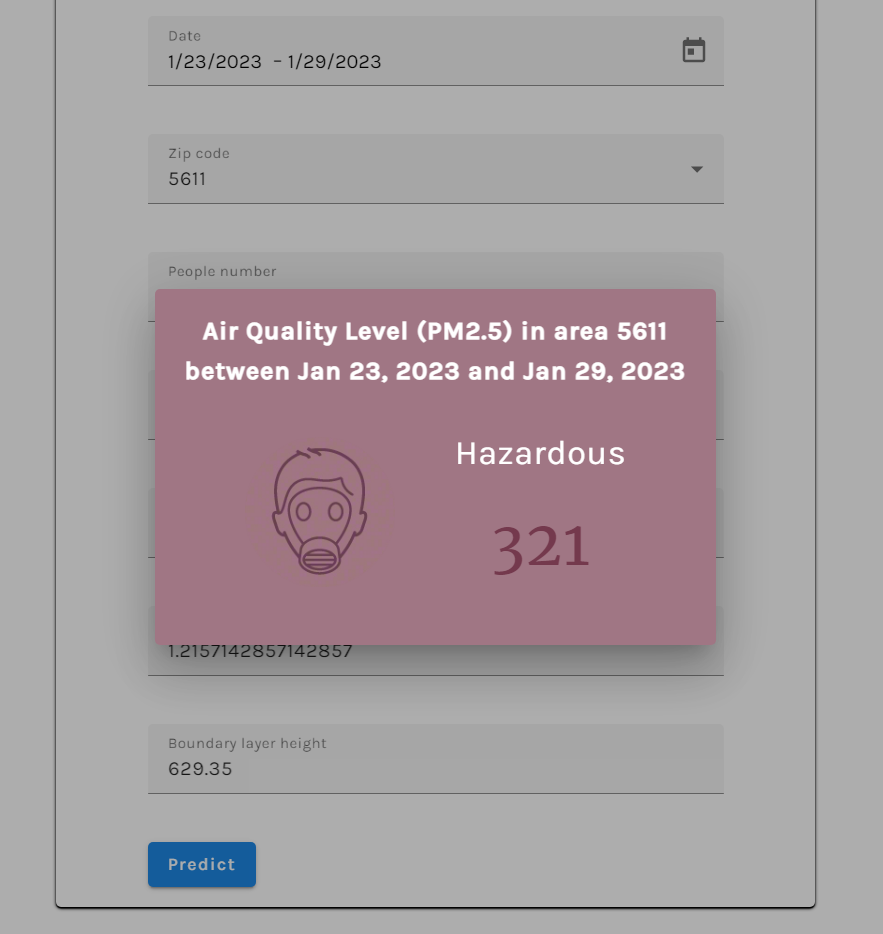 Date
1/23/2023 – 1/29/2023
Zip code
5611
People number
Air Quality Level (PM2.5) in area 5611
between Jan 23, 2023 and Jan 29, 2023
Hazardous
321
1.2157142857142857
Boundary layer height
629.35
Predict